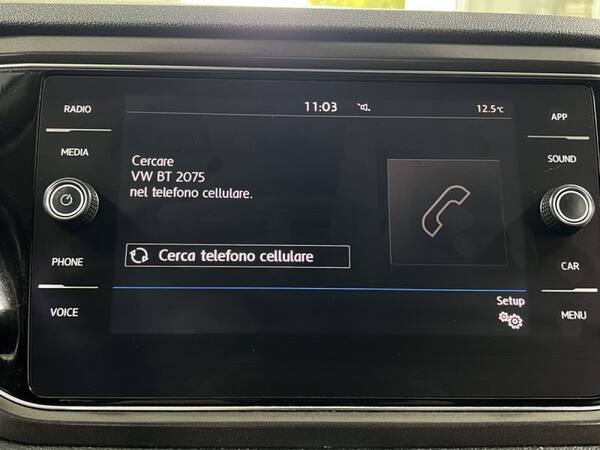 RADIO
MEDIA
PHONE
VOICE
11:03
12.5°C
Cercare
VW BT 2075
nel telefono cellulare.
Cerca telefono cellulare
Setup
APP
SOUND
CAR
MENU